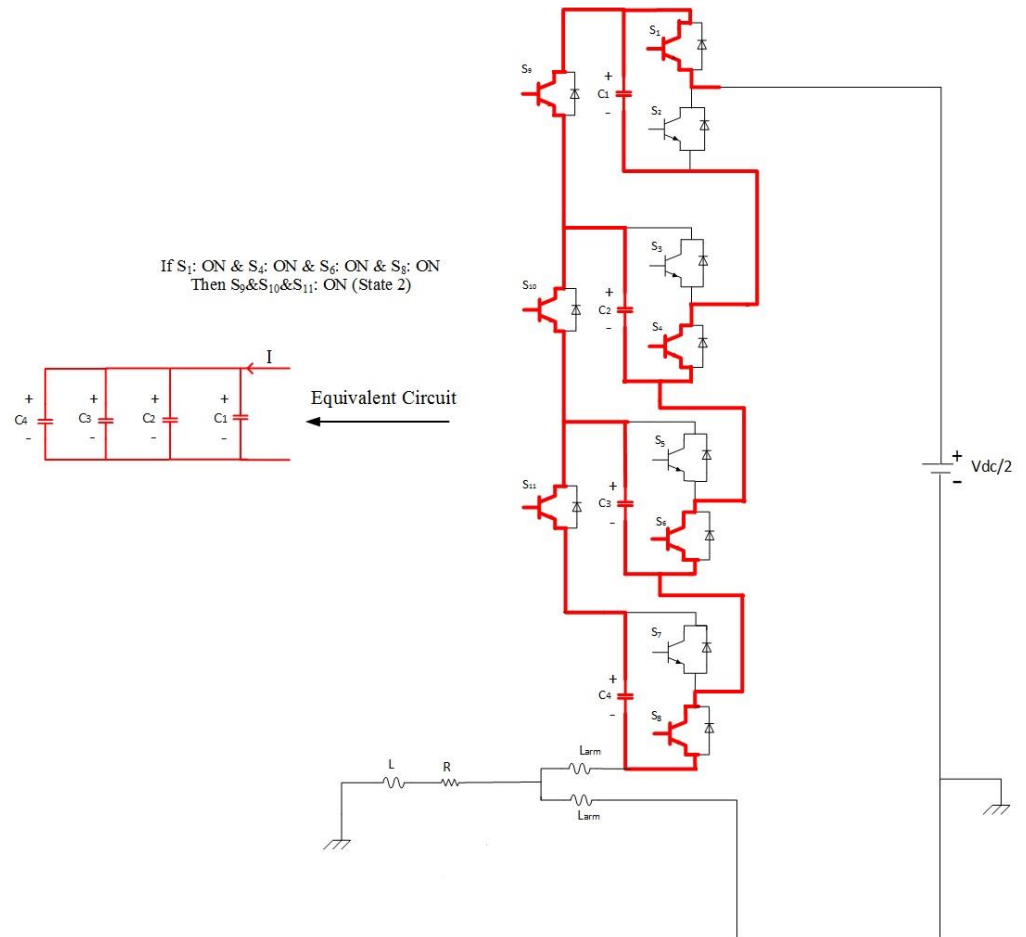 If S₁: ON & S₄: ON & S₆: ON & S₈: ON
Then S₉&S₁₀&S₁₁: ON (State 2)
I
Equivalent Circuit
+ + + +
C4 C3 C2 C1
- - - -
S₁
S₉
+
C1
-
S₂
S₃
S₁₀
+
C2
-
S₄
S₅
S₁₁
+
C3
-
S₆
S₇
+
C4
-
S₈
+
-
Vdc/2
L
R
Larm
Larm